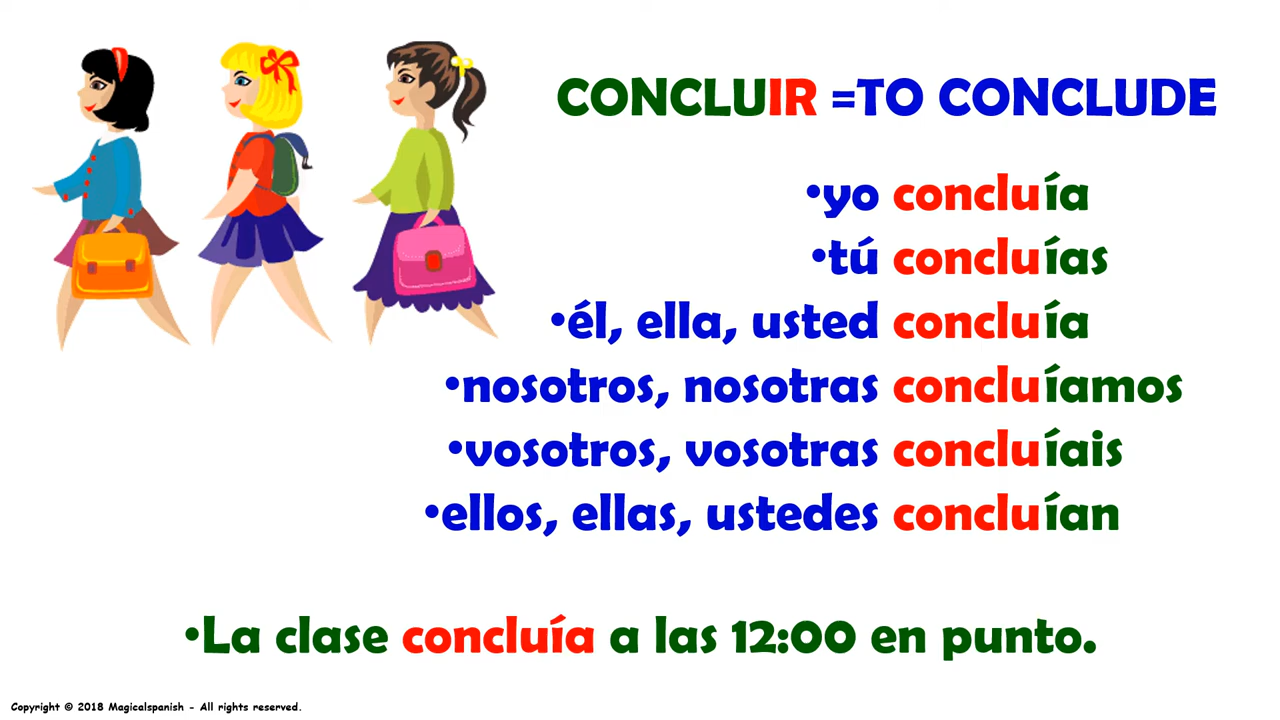 CONCLUIR =TO CONCLUDE
•yo concluía
•tú concluías
•él, ella, usted concluía
•nosotros, nosotras concluíamos
•vosotros, vosotras concluíais
•ellos, ellas, ustedes concluían
•La clase concluía a las 12:00 en punto.
Copyright © 2018 Magicalspanish - All rights reserved.